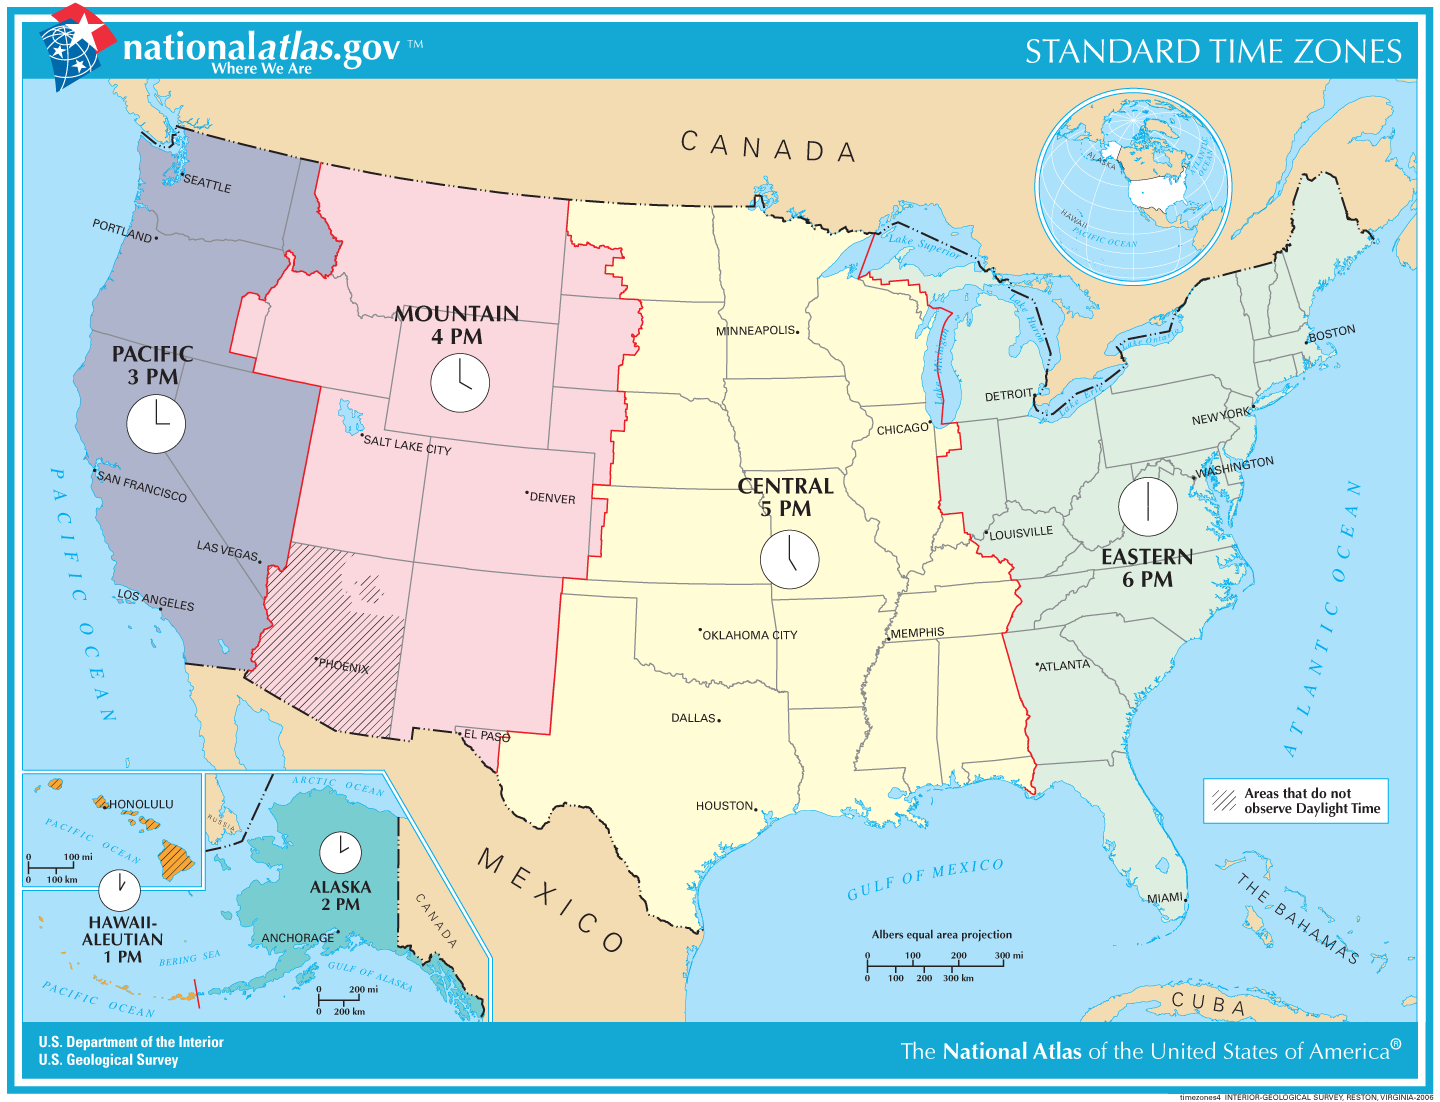 nationalatlas.gov TM
Where We Are
STANDARD TIME ZONES
CANADA
ALASKA
HAWAII
PACIFIC OCEAN
ATLANTIC OCEAN
SEATTLE
PORTLAND
Lake Superior
Lake Huron
Lake Michigan
Lake Ontario
Lake Erie
MOUNTAIN
4 PM
PACIFIC
3 PM
MINNEAPOLIS
BOSTON
DETROIT
NEW YORK
CHICAGO
SALT LAKE CITY
WASHINGTON
SAN FRANCISCO
DENVER
CENTRAL
5 PM
LOUISVILLE
EASTERN
6 PM
LAS VEGAS
LOS ANGELES
OKLAHOMA CITY
MEMPHIS
PHOENIX
ATLANTA
DALLAS
EL PASO
HOUSTON
MIAMI
PACIFIC OCEAN
ATLANTIC OCEAN
Areas that do not
observe Daylight Time
MEXICO
GULF OF MEXICO
THE BAHAMAS
CUBA
Albers equal area projection
0 100 200 300 mi
0 100 200 300 km
HONOLULU
PACIFIC OCEAN
0 100 mi
0 100 km
HAWAII-
ALEUTIAN
1 PM
ARCTIC OCEAN
RUSSIA
ALASKA
2 PM
ANCHORAGE
CANADA
BERING SEA
GULF OF ALASKA
PACIFIC OCEAN
0 200 mi
0 200 km
U.S. Department of the Interior
U.S. Geological Survey
The National Atlas of the United States of America®
timezones4 INTERIOR-GEOLOGICAL SURVEY, RESTON, VIRGINIA-2006